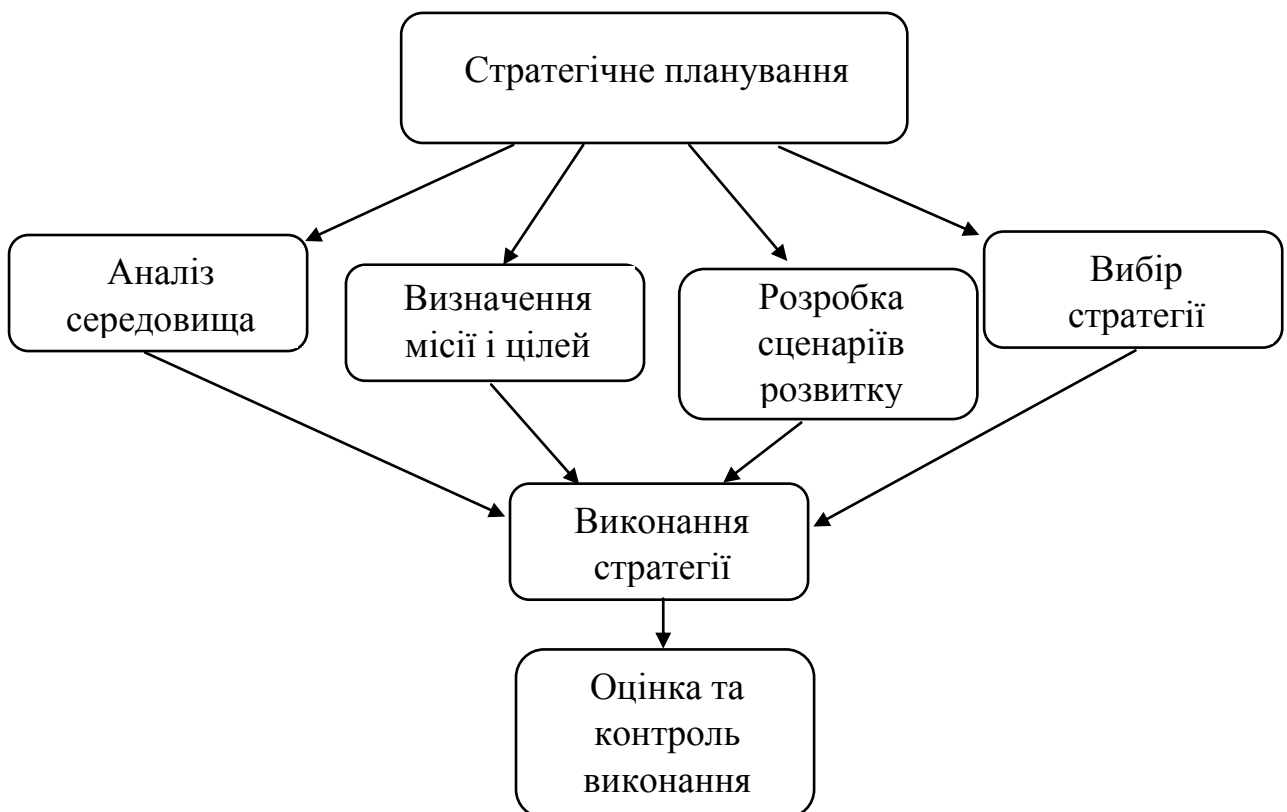 Стратегічне планування
Аналіз
середовища
Визначення
місії і цілей
Розробка
сценаріїв
розвитку
Вибір
стратегії
Виконання
стратегії
Оцінка та
контроль
виконання